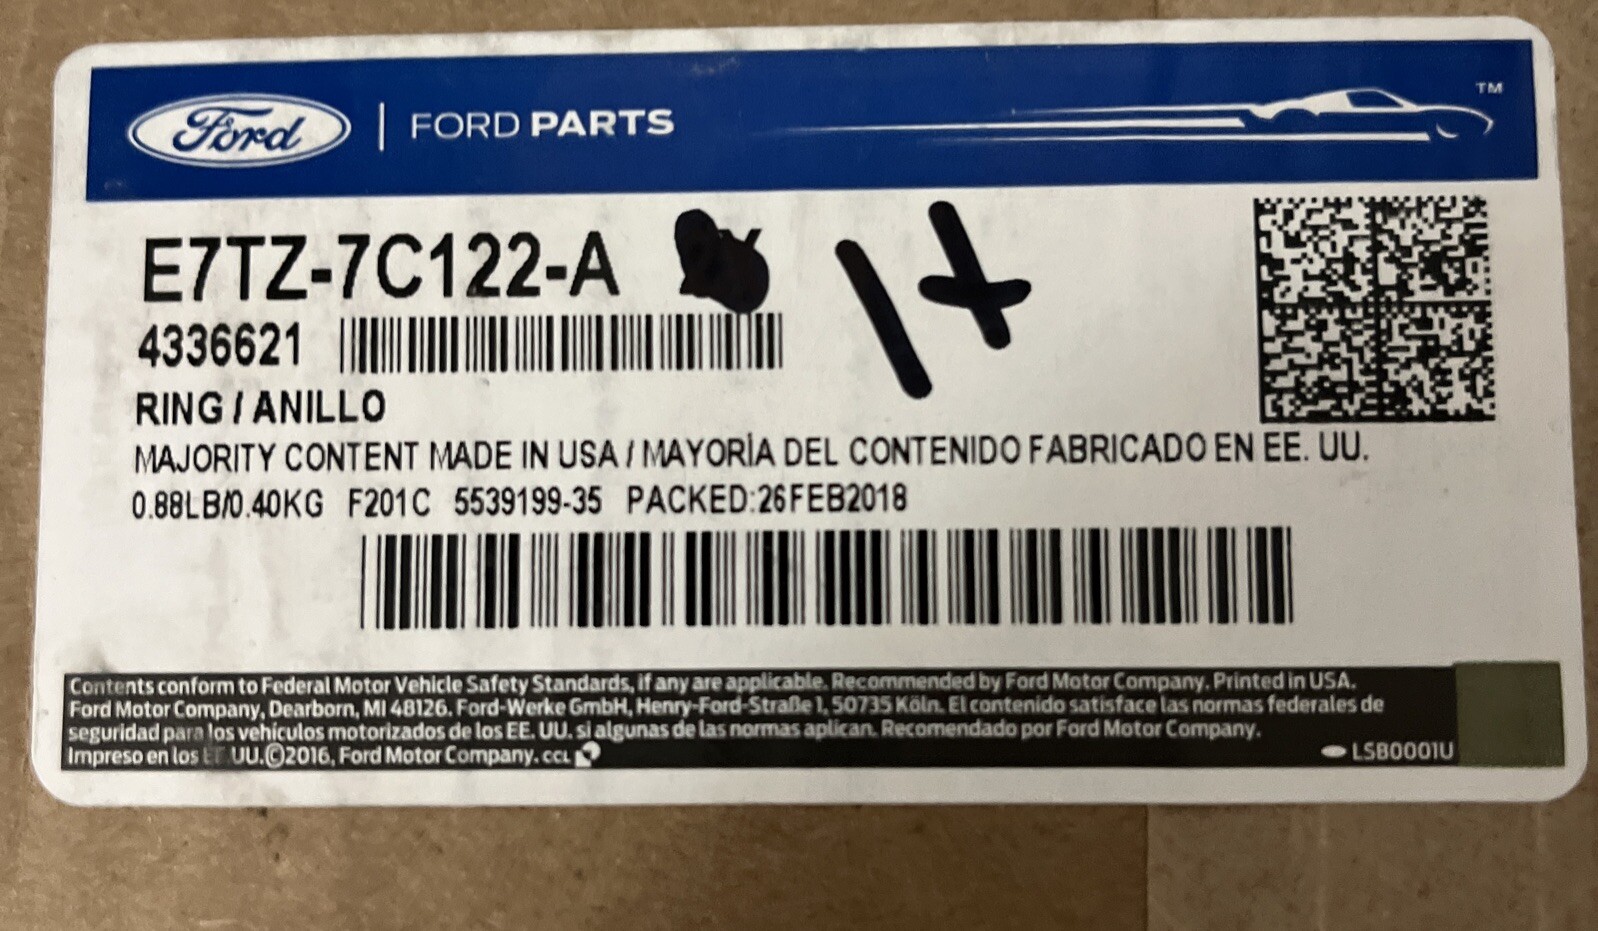 Ford | FORD PARTS ™
E7TZ-7C122-A
4336621
RING / ANILLO
MAJORITY CONTENT MADE IN USA / MAYORÌA DEL CONTENIDO FABRICADO EN EE. UU.
0.88LB/0.40KG F201C 5539199-35 PACKED:26FEB2018
Contents conform to Federal Motor Vehicle Safety Standards, if any are applicable. Recommended by Ford Motor Company. Printed in USA.
Ford Motor Company, Dearborn, MI 48126. Ford-Werke GmbH, Henry-Ford-Straße 1, 50735 Köln. El contenido satisface las normas federales de
seguridad para los vehículos motorizados de los EE. UU. si algunas de las normas aplican. Recomendado por Ford Motor Company.
Impreso en los EE UU.©2016, Ford Motor Company. CCL
LSB0001U